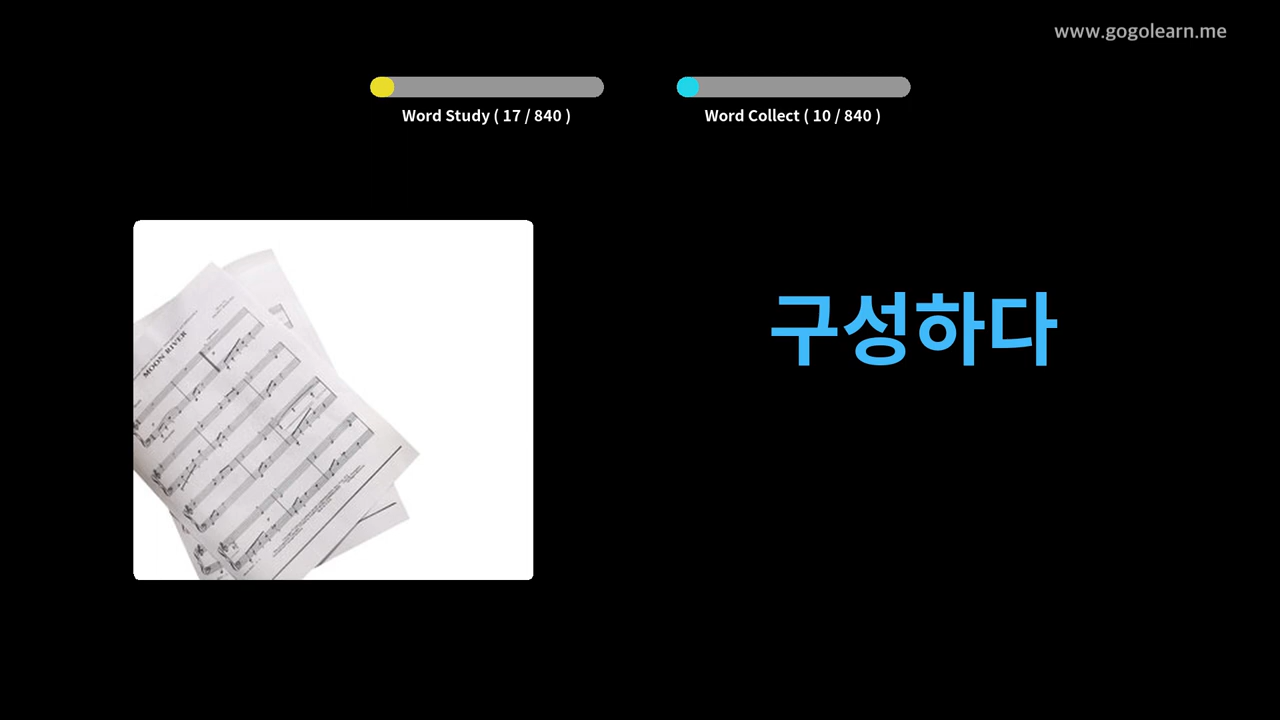 www.gogolearn.me
Word Study ( 17 / 840 )
Word Collect ( 10 / 840 )
MOON RIVER
구성하다